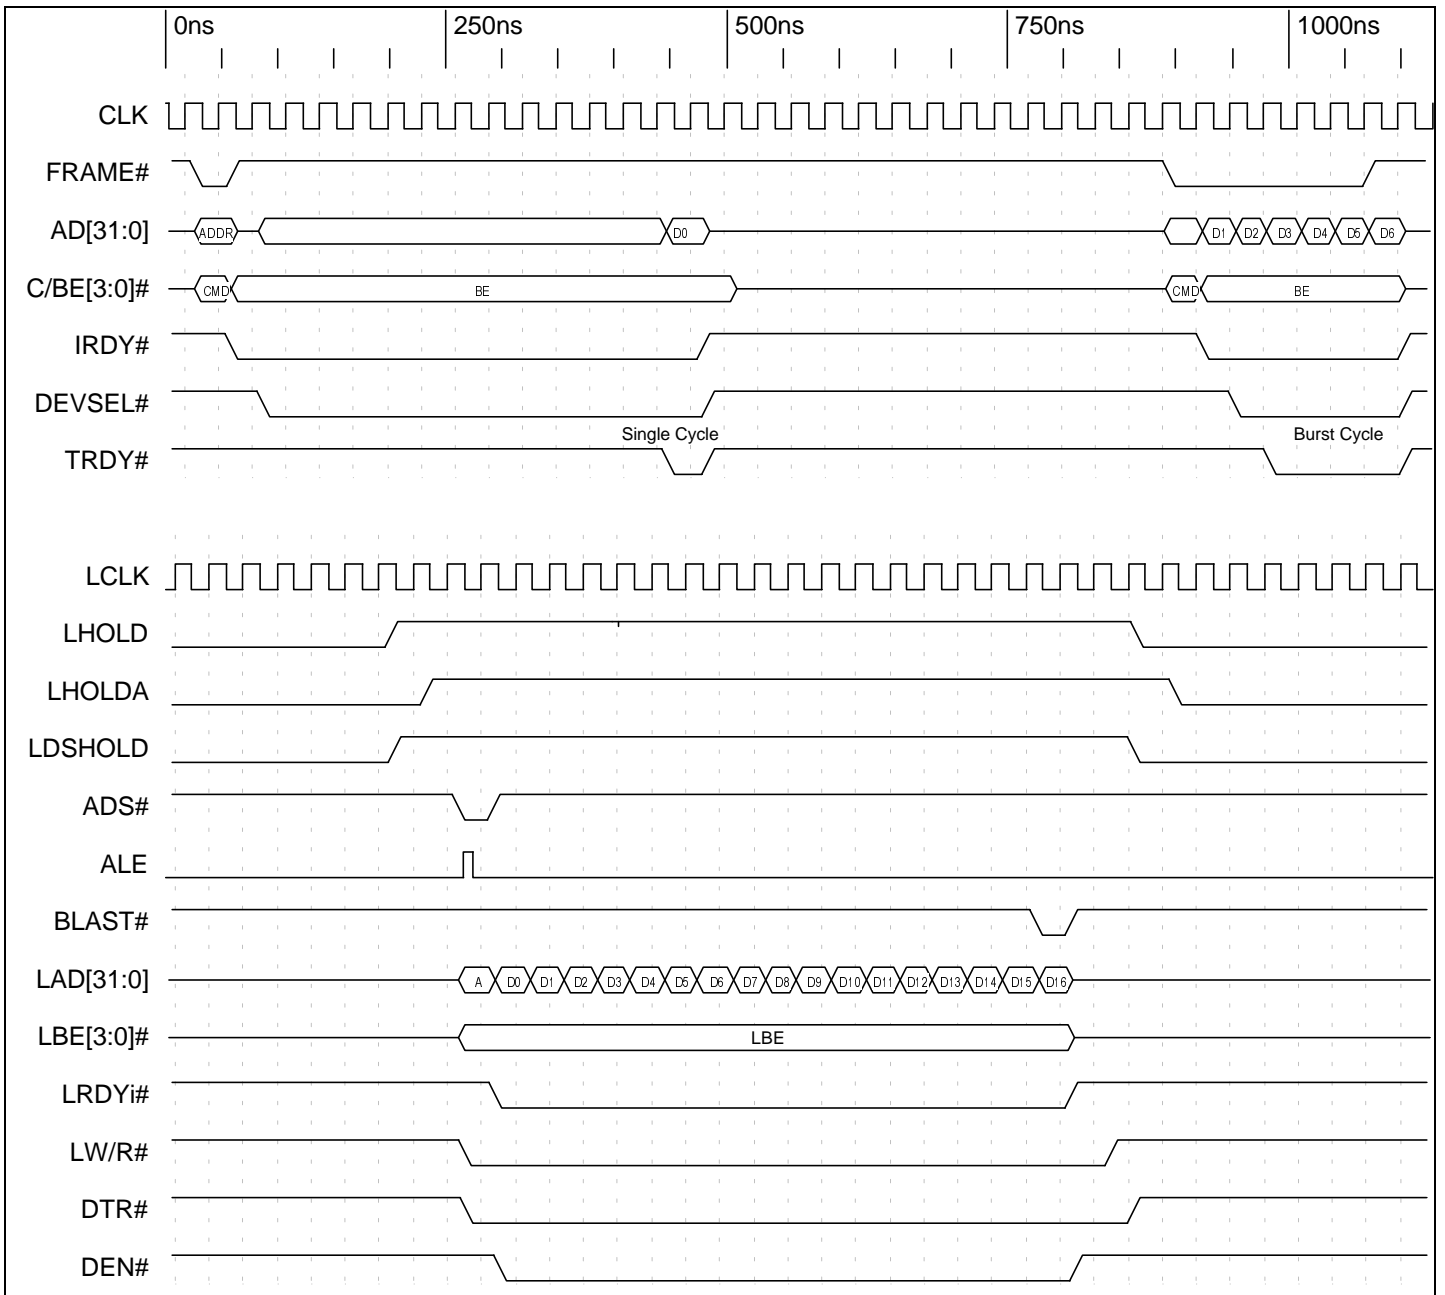 0ns 250ns 500ns 750ns 1000ns
CLK
FRAME#
AD[31:0] ADDR D0 D1 D2 D3 D4 D5 D6
C/BE[3:0]# CMD BE CMD BE
IRDY#
DEVSEL#
Single Cycle Burst Cycle
TRDY#
LCLK
LHOLD
LHOLDA
LDSHOLD
ADS#
ALE
BLAST#
LAD[31:0] A D0 D1 D2 D3 D4 D5 D6 D7 D8 D9 D10 D11 D12 D13 D14 D15 D16
LBE[3:0]# LBE
LRDYi#
LW/R#
DTR#
DEN#